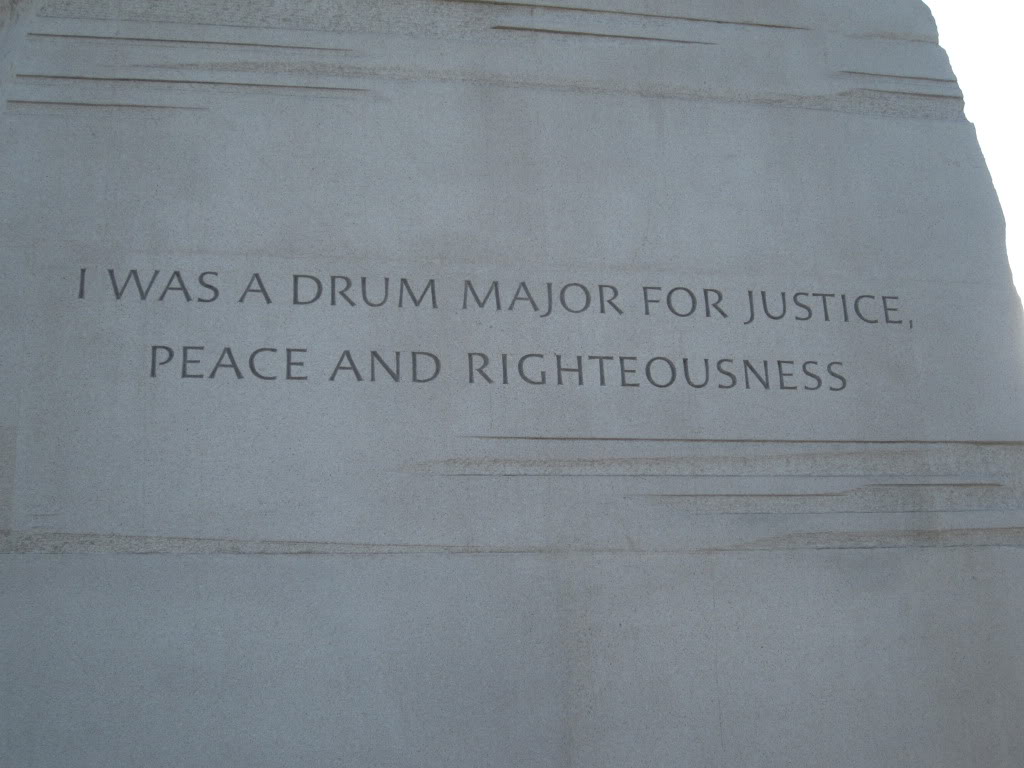 I WAS A DRUM MAJOR FOR JUSTICE,
PEACE AND RIGHTEOUSNESS